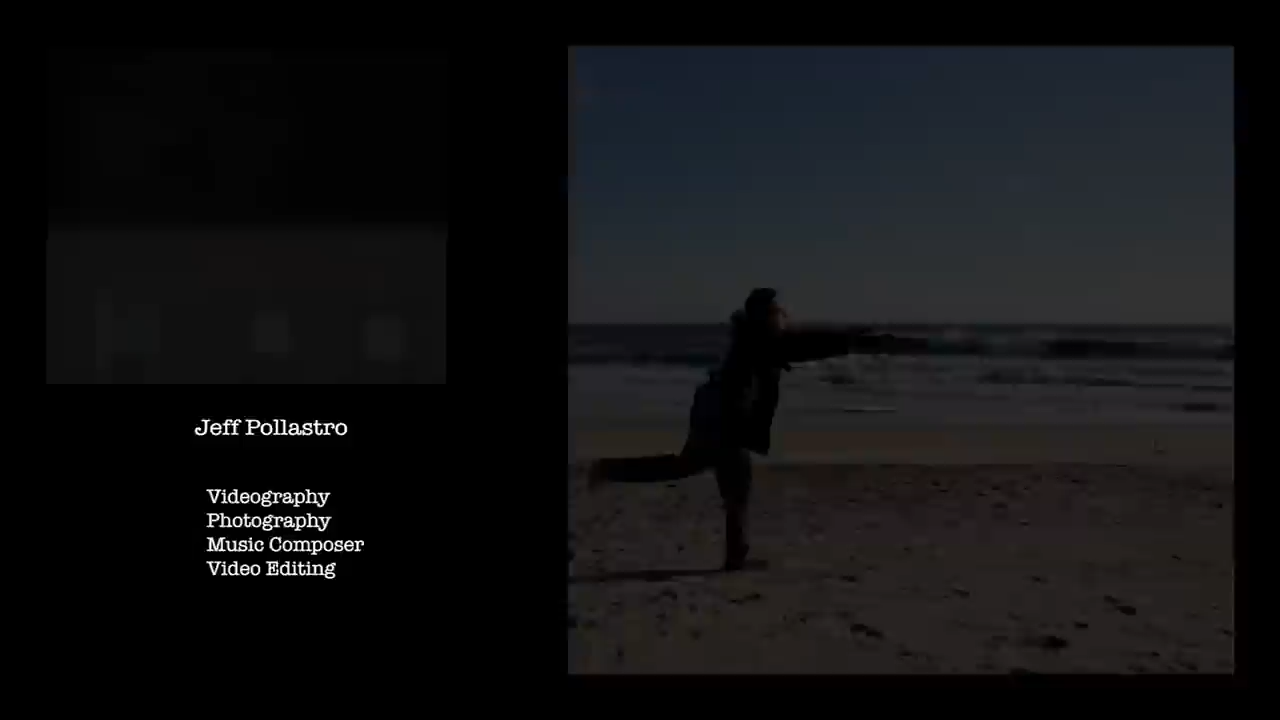 Jeff Pollastro
Videography
Photography
Music Composer
Video Editing